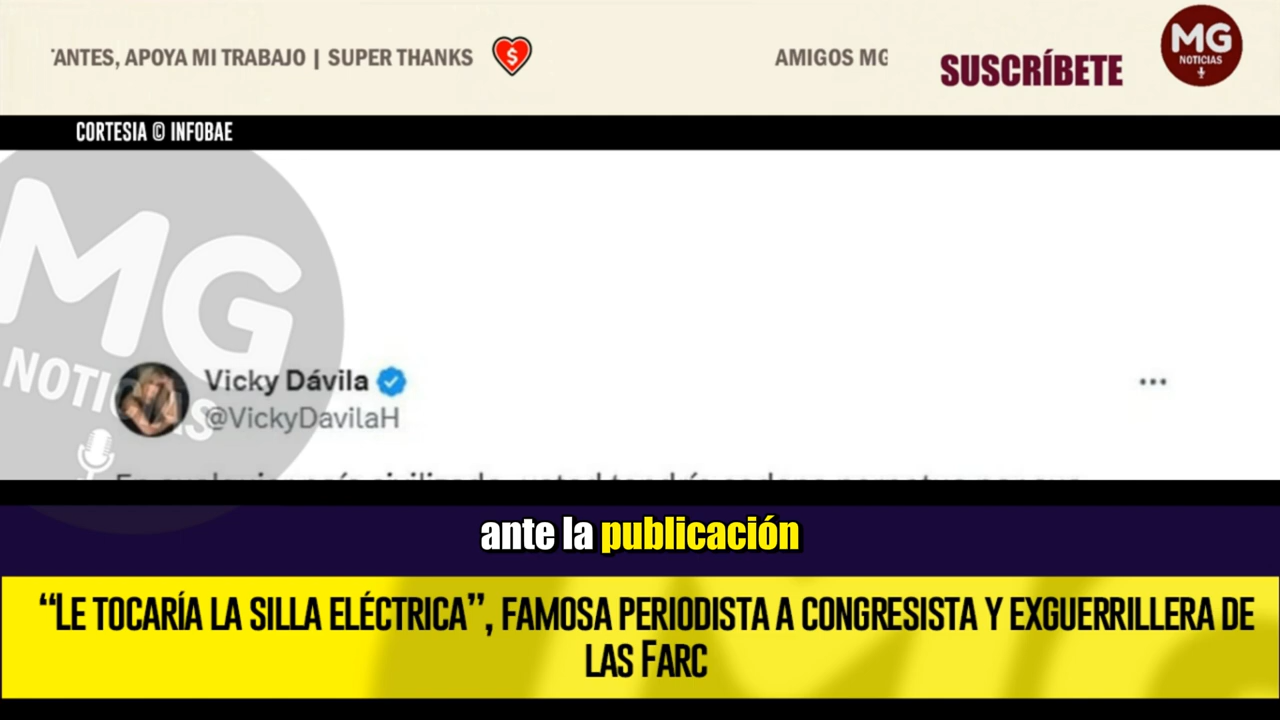 'ANTES, APOYA MI TRABAJO | SUPER THANKS
$
AMIGOS MG
SUSCRÍBETE
MG
NOTICIAS
CORTESIA © INFOBAE
MG
NOTICIAS
Vicky Dávila
@VickyDavilaH
ante la publicación
“LE TOCARÍA LA SILLA ELÉCTRICA”, FAMOSA PERIODISTA A CONGRESISTA Y EXGUERRILLERA DE
LAS FARC